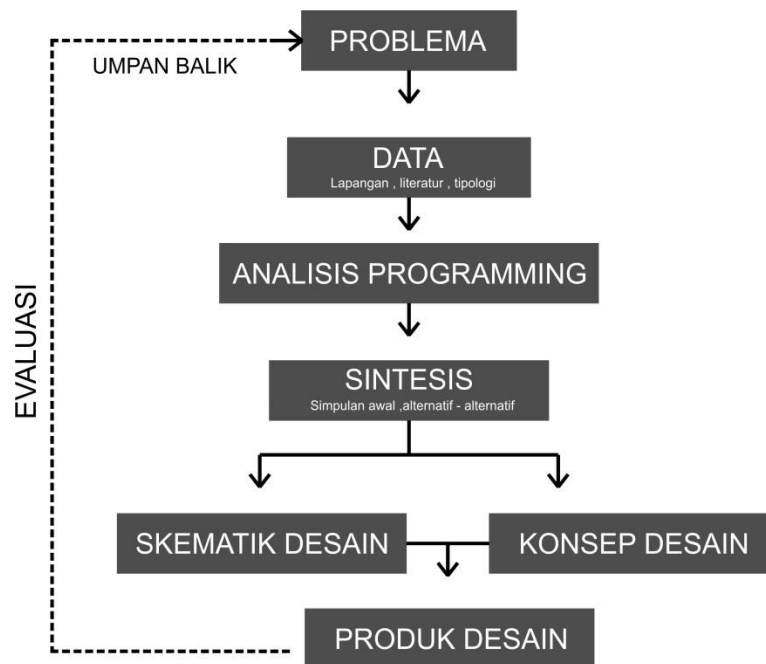 PROBLEMA
UMPAN BALIK
DATA
Lapangan , literatur , tipologi
ANALISIS PROGRAMMING
EVALUASI
SINTESIS
Simpulan awal ,alternatif - alternatif
SKEMATIK DESAIN
KONSEP DESAIN
PRODUK DESAIN